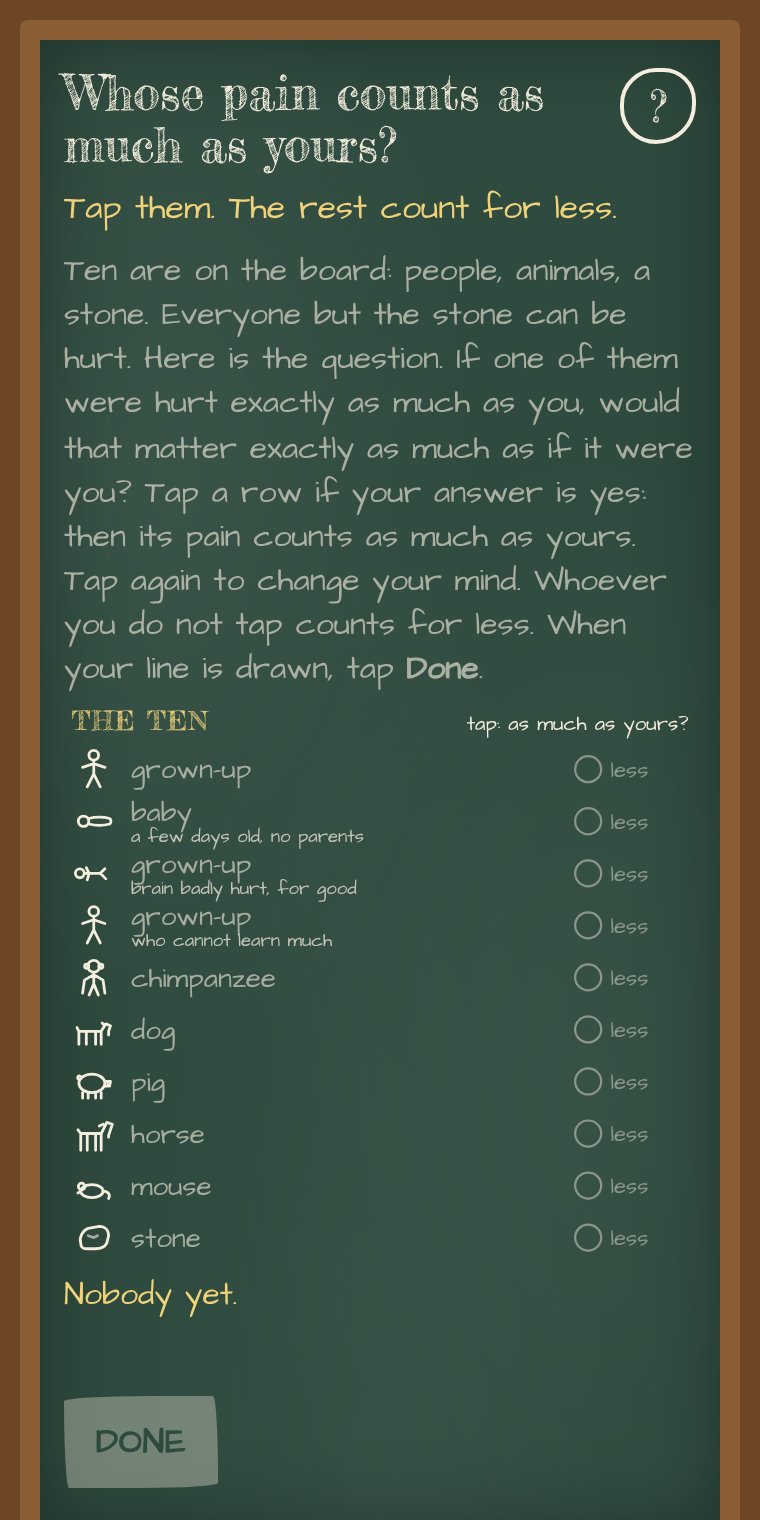 Whose pain counts as
much as yours?
?
Tap them. The rest count for less.
Ten are on the board: people, animals, a
stone. Everyone but the stone can be
hurt. Here is the question. If one of them
were hurt exactly as much as you, would
that matter exactly as much as if it were
you? Tap a row if your answer is yes:
then its pain counts as much as yours.
Tap again to change your mind. Whoever
you do not tap counts for less. When
your line is drawn, tap Done.
THE TEN
tap: as much as yours?
grown-up
less
baby
a few days old, no parents
less
grown-up
brain badly hurt, for good
less
grown-up
who cannot learn much
less
chimpanzee
less
dog
less
pig
less
horse
less
mouse
less
stone
less
Nobody yet.
DONE